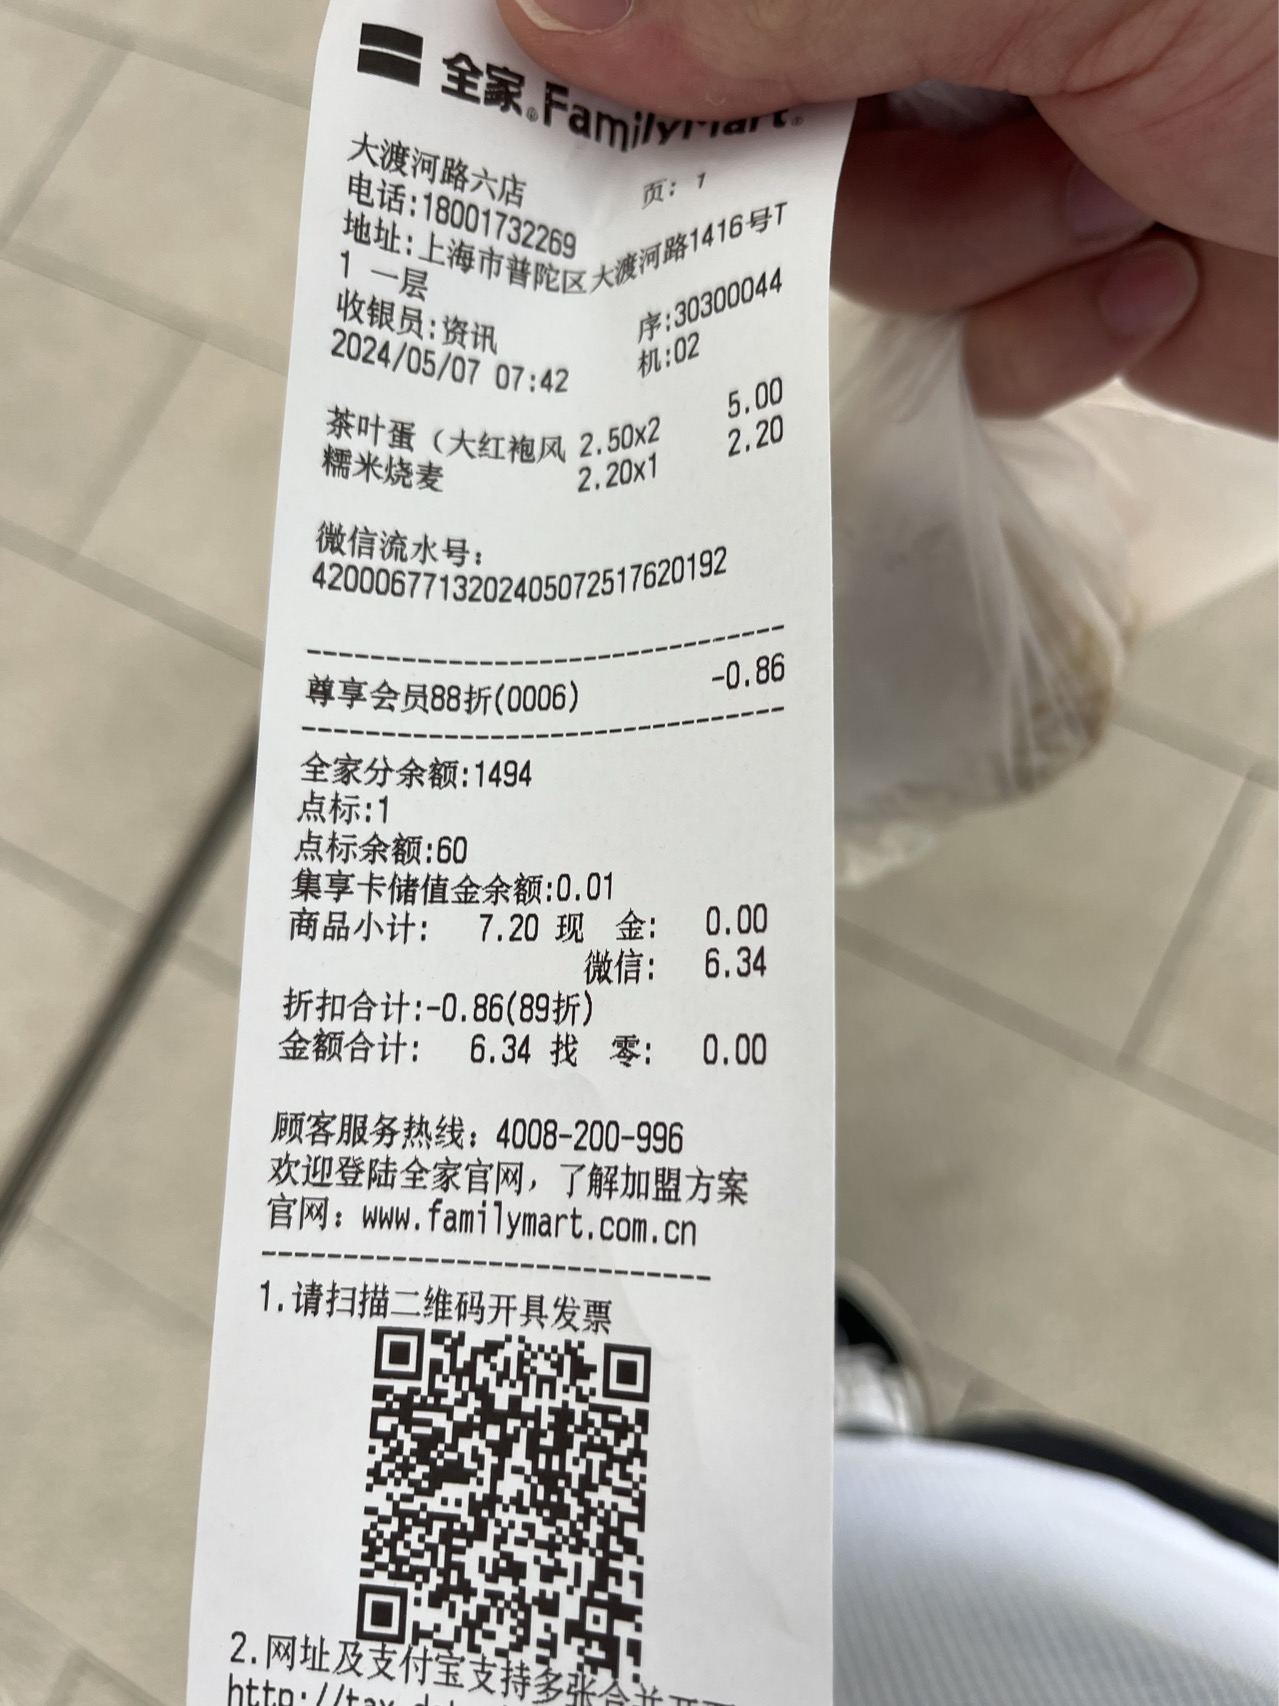 全家 FamilyMart
大渡河路六店 页: 1
电话:18001732269
地址:上海市普陀区大渡河路1416号T
1 一层
收银员:资讯 序:30300044
2024/05/07 07:42 机:02
茶叶蛋（大红袍风 2.50x2 5.00
糯米烧麦 2.20x1 2.20
微信流水号:
4200067713202405072517620192
尊享会员88折(0006) -0.86
全家分余额:1494
点标:1
点标余额:60
集享卡储值金余额:0.01
商品小计: 7.20 现 金: 0.00
微信: 6.34
折扣合计:-0.86(89折)
金额合计: 6.34 找 零: 0.00
顾客服务热线: 4008-200-996
欢迎登陆全家官网，了解加盟方案
官网: www.familymart.com.cn
1.请扫描二维码开具发票
2.网址及支付宝支持多张合并开
http://tax